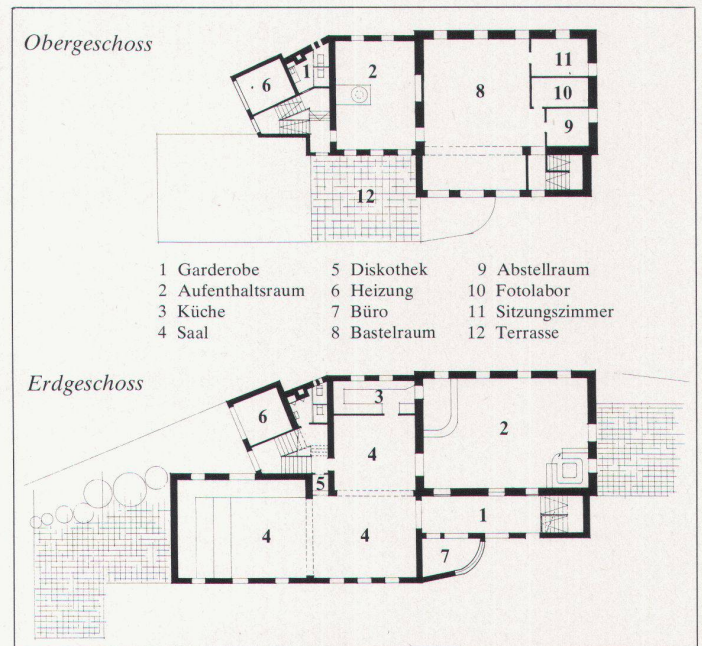 Obergeschoss
6 1 2 8 11
10
9
12
1 Garderobe 5 Diskothek 9 Abstellraum
2 Aufenthaltsraum 6 Heizung 10 Fotolabor
3 Küche 7 Büro 11 Sitzungszimmer
4 Saal 8 Bastelraum 12 Terrasse
Erdgeschoss
6 3
4 2
5
4 4 1
7